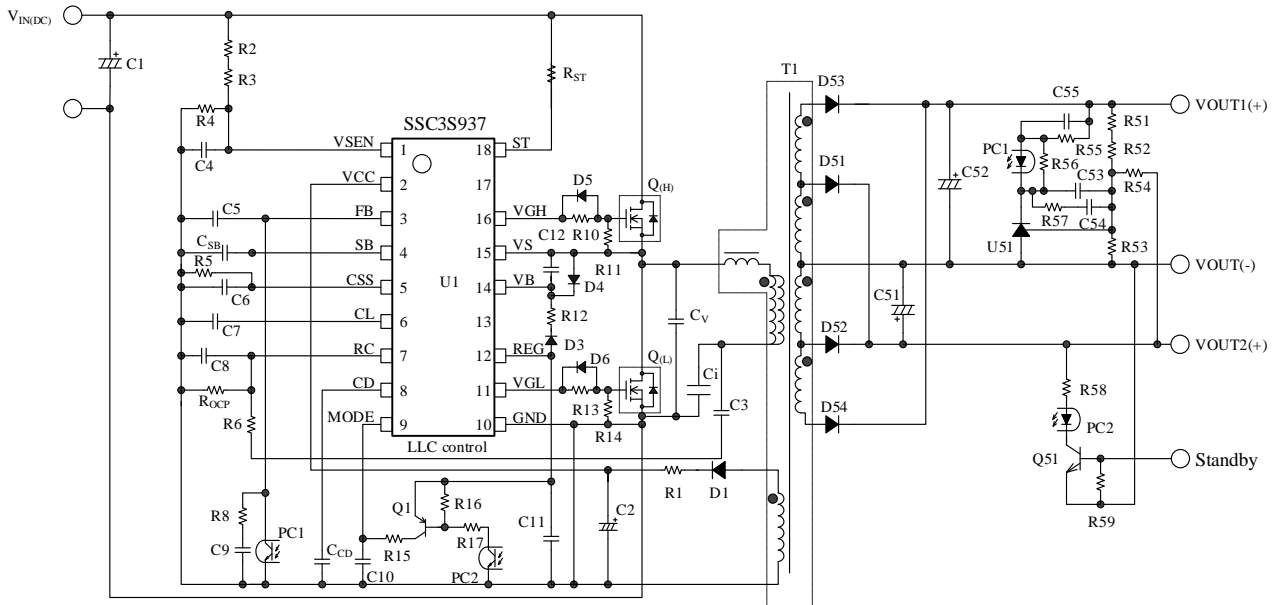 VIN(DC)
C1
R2
R3
R4
C4
RST
T1
D53
C55
VOUT1(+)
R51
R52
PC1
R55
R56
C53
R54
R57
C54
U51
R53
C52
D51
VOUT(-)
C51
D52
VOUT2(+)
R58
PC2
D54
Q51
Standby
R59
SSC3S937
VSEN
1
18
ST
VCC
2
17
D5
Q(H)
C5
FB
3
16
VGH
C12
R10
CSB
SB
4
15
VS
R11
R5
CSS
5
U1
14
VB
D4
C6
R12
CL
6
13
C7
CV
D3
RC
7
12
REG
D6
Q(L)
C8
Ci
CD
8
11
VGL
ROCP
R13
C3
R6
MODE
9
10
GND
R14
LLC control
R1
D1
Q1
R16
C2
R8
PC1
R15
R17
C11
C9
CCD
C10
PC2